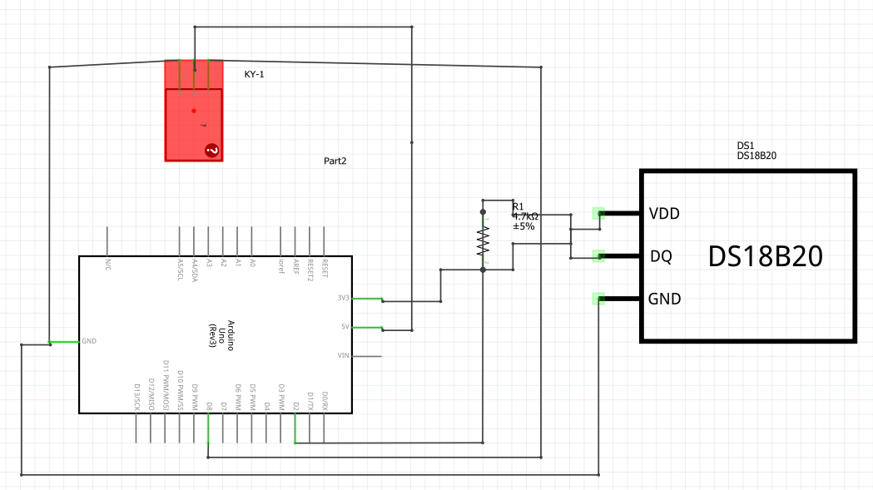 KY-1
?
?
Part2
DS1
DS18B20
R1
4.7kΩ
±5%
VDD
DQ
GND
DS18B20
N/C
A5/SCL
A4/SDA
A3
A2
A1
A0
ioref
AREF
RESET2
RESET
3V3
5V
VIN
GND
Arduino
Uno
(Rev3)
D13/SCK
D12/MISO
D11 PWM/MOSI
D10 PWM/SS
D9 PWM
D8
D7
D6 PWM
D5 PWM
D4
D3 PWM
D2
D1/TX
D0/RX